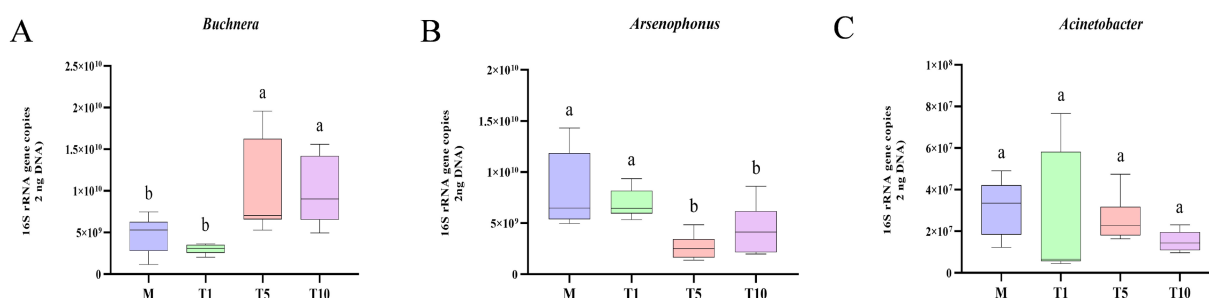 A
Buchnera
16S rRNA gene copies
2 ng DNA)
2.5×10¹⁰
2×10¹⁰
1.5×10¹⁰
1×10¹⁰
5×10⁹
0
b
b
a
a
M
T1
T5
T10
B
Arsenophonus
16S rRNA gene copies
2ng DNA)
2×10¹⁰
1.5×10¹⁰
1×10¹⁰
5×10⁹
0
a
a
b
b
M
T1
T5
T10
C
Acinetobacter
16S rRNA gene copies
2 ng DNA)
1×10⁸
8×10⁷
6×10⁷
4×10⁷
2×10⁷
0
a
a
a
a
M
T1
T5
T10